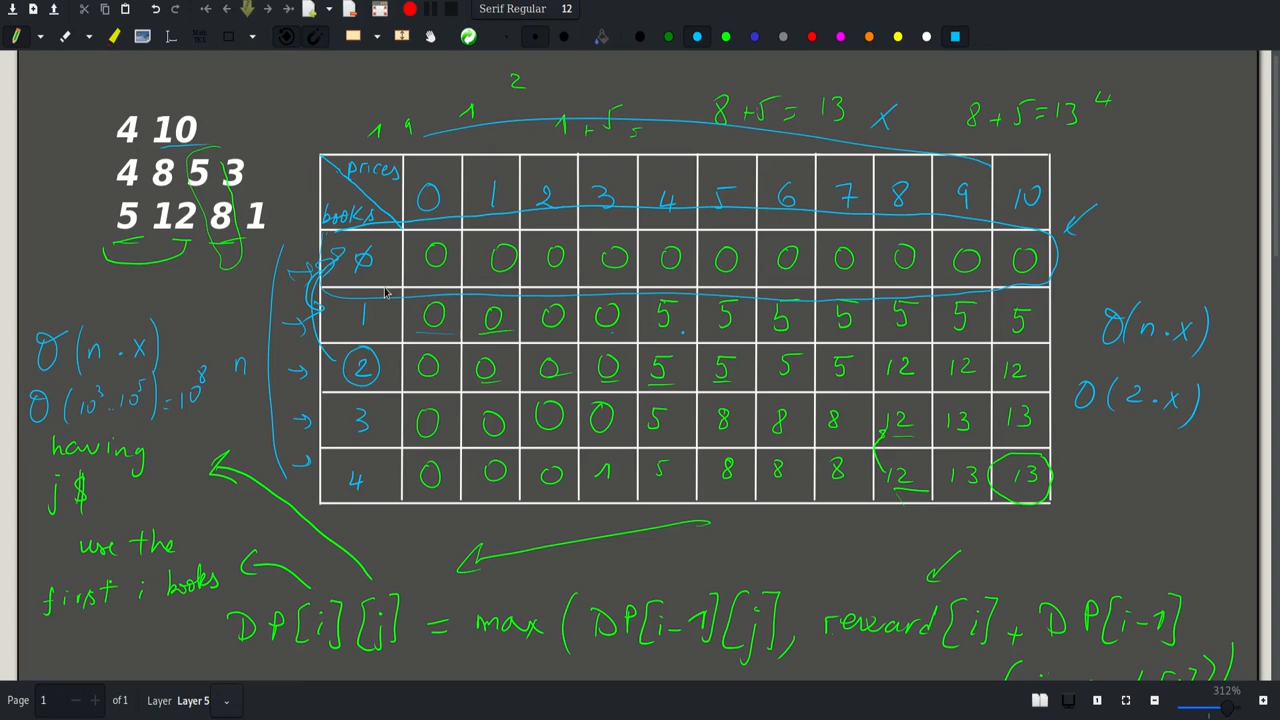 Serif Regular 12
2
1 9 1 1 + 5 5 8 + 5 = 13 x 8 + 5 = 13 4
4 10
4 8 5 3
5 12 8 1
prices
books 0 1 2 3 4 5 6 7 8 9 10
0 0 0 0 0 0 0 0 0 0 0 0
1 0 0 0 0 5 5 5 5 5 5 5
2 0 0 0 0 5 5 5 5 12 12 12
3 0 0 0 0 5 8 8 8 12 13 13
4 0 0 0 1 5 8 8 8 12 13 13
O(n.x)
O(10³.10⁵)=10⁸
n
O(n.x)
O(2.x)
having
j $
use the
first i books
DP[i][j] = max (DP[i-1][j], reward[i] + DP[i-1]
Page 1 of 1 Layer Layer 5 312%